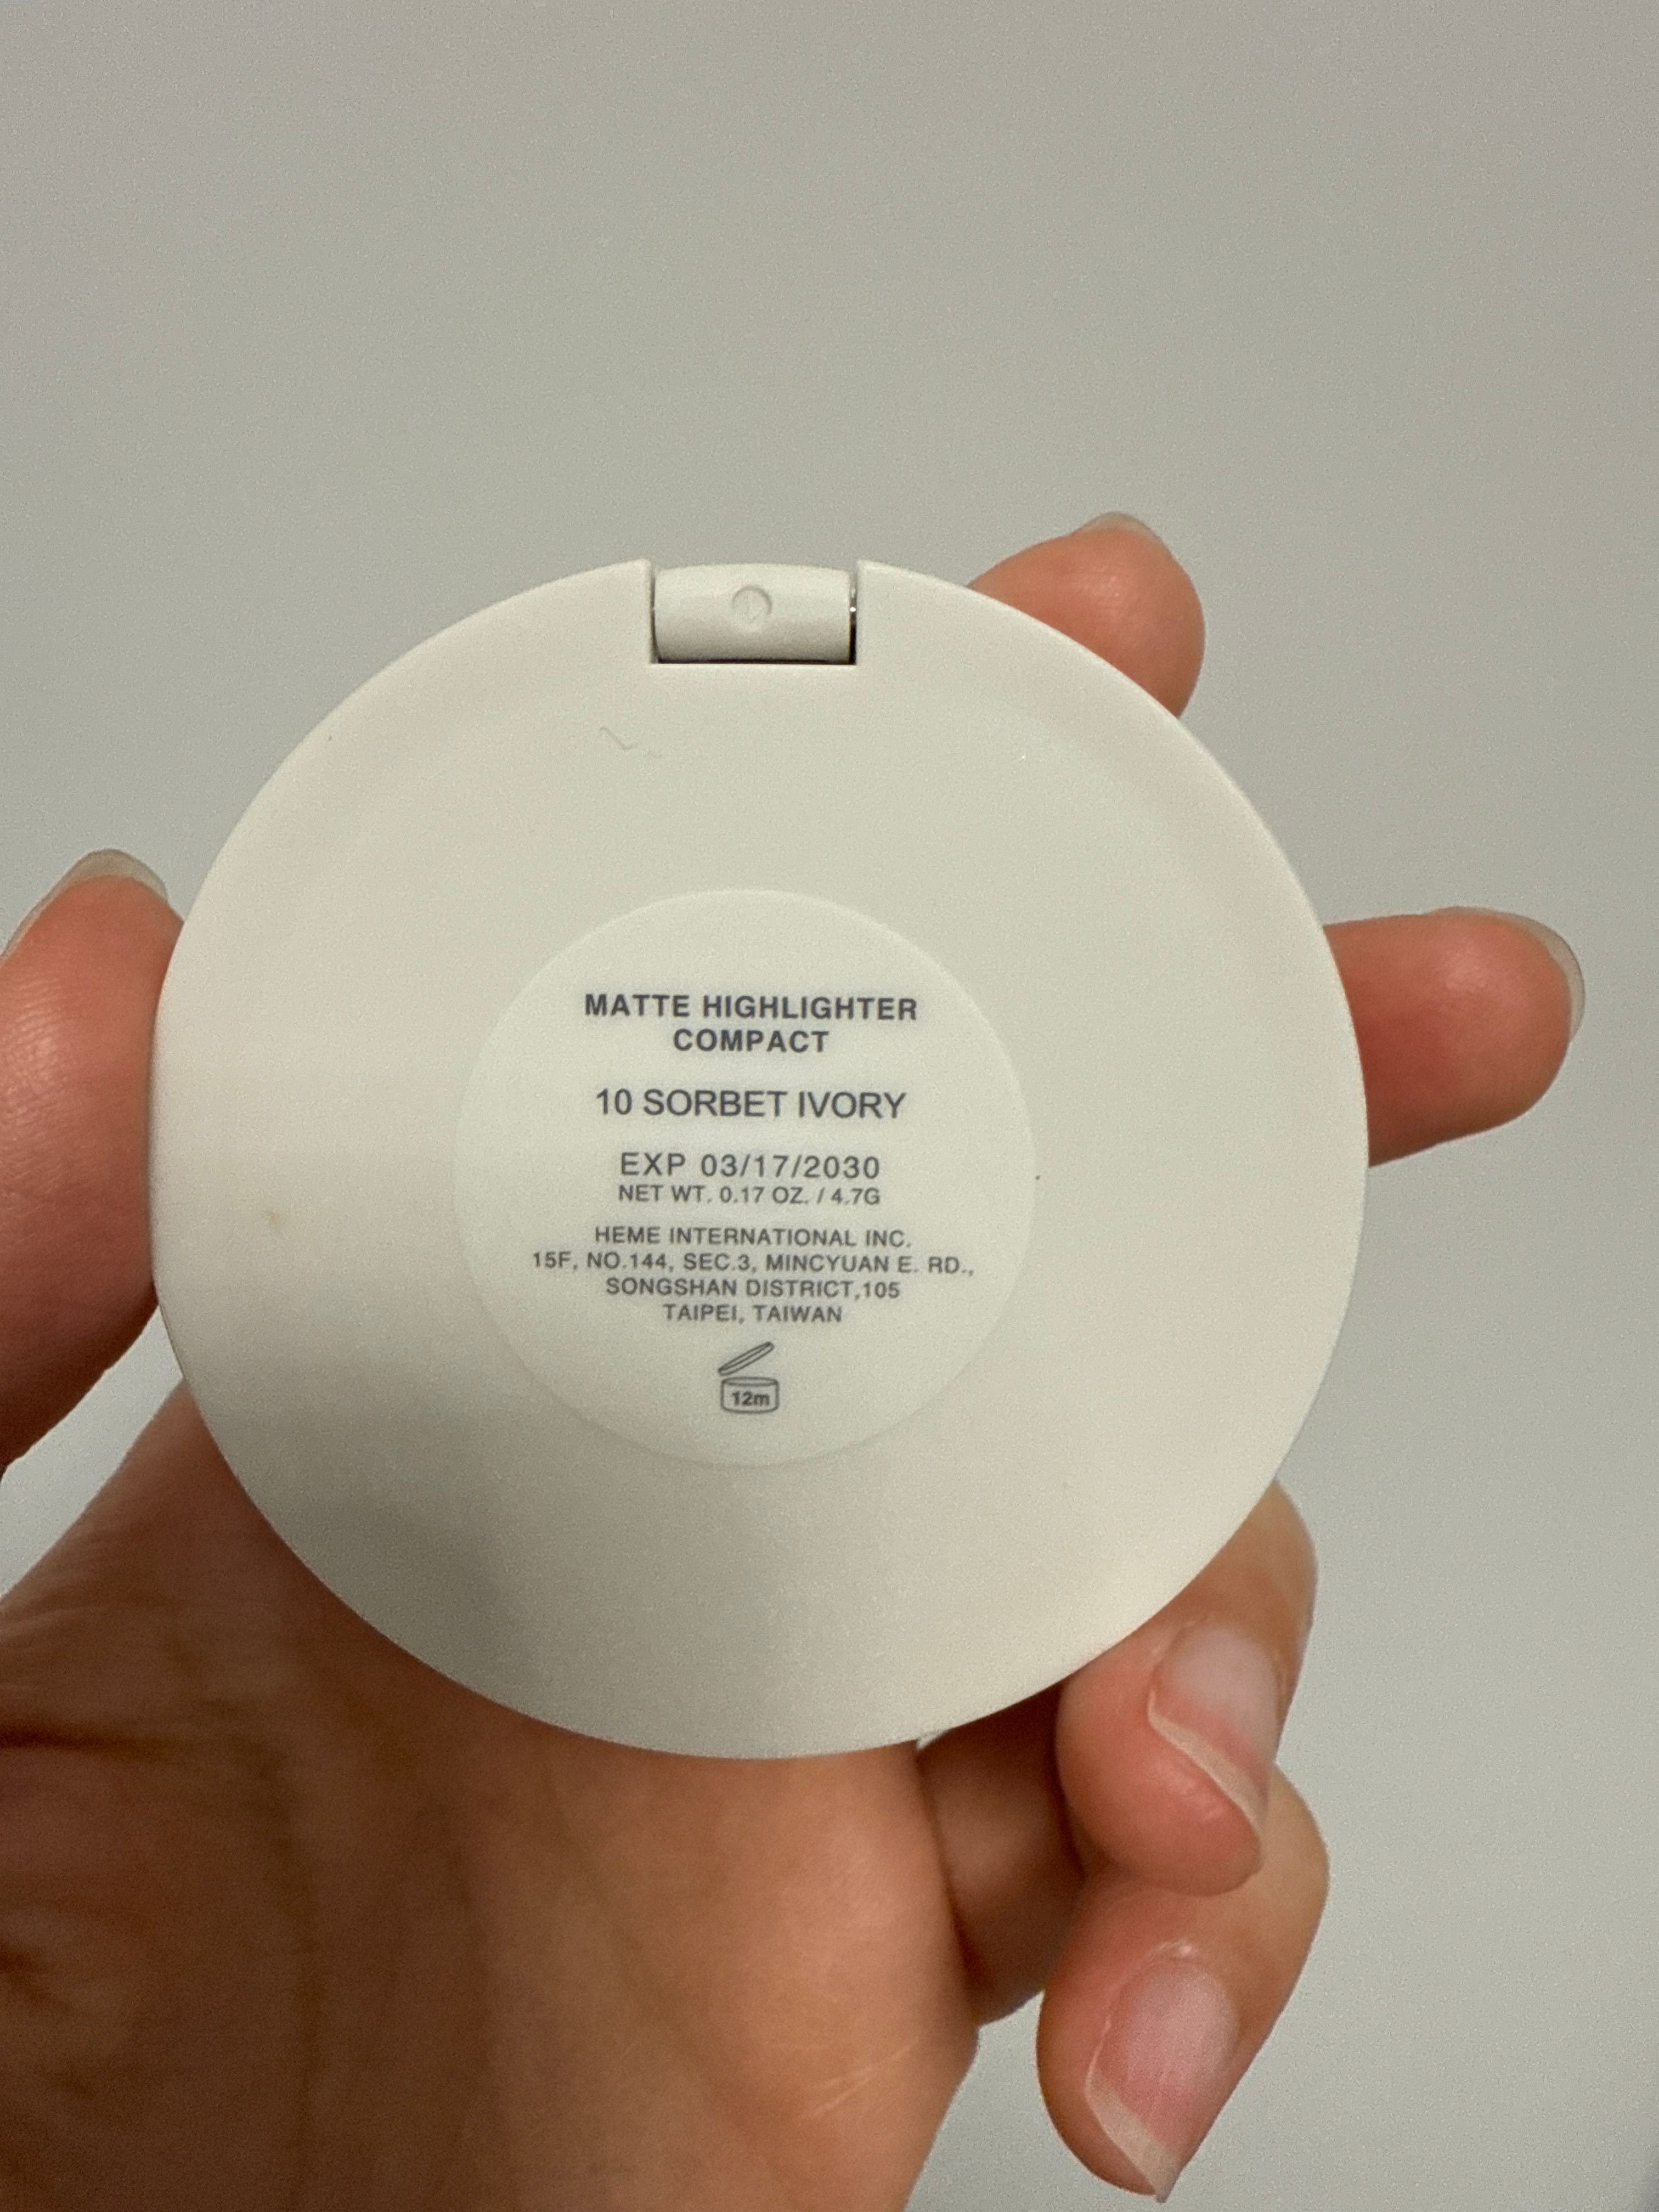 MATTE HIGHLIGHTER
COMPACT
10 SORBET IVORY
EXP 03/17/2030
NET WT. 0.17 OZ. / 4.7G
HEME INTERNATIONAL INC.
15F, NO.144, SEC.3, MINCYUAN E. RD.,
SONGSHAN DISTRICT,105
TAIPEI, TAIWAN
12m